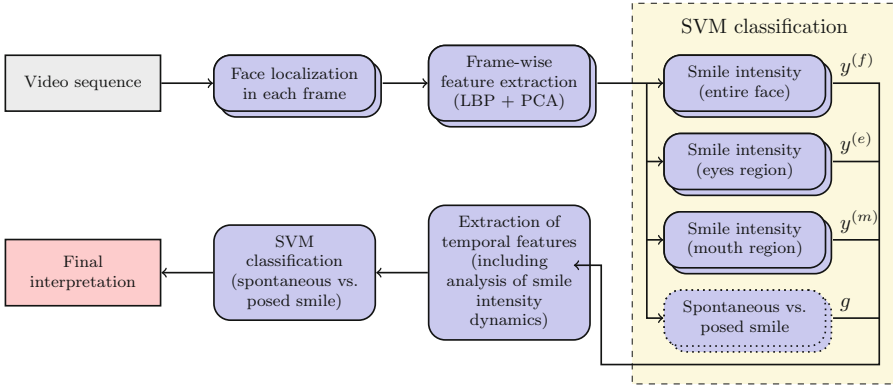 SVM classification
Video sequence
Face localization
in each frame
Frame-wise
feature extraction
(LBP + PCA)
Smile intensity
(entire face)
y^(f)
Smile intensity
(eyes region)
y^(e)
Smile intensity
(mouth region)
y^(m)
Spontaneous vs.
posed smile
g
Extraction of
temporal features
(including
analysis of smile
intensity
dynamics)
SVM
classification
(spontaneous vs.
posed smile)
Final
interpretation